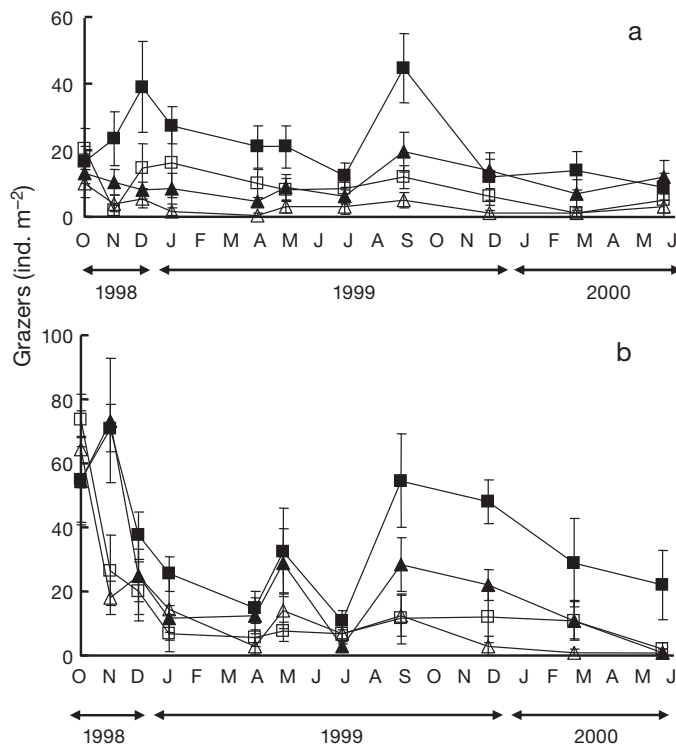 a
60
40
20
0
O N D J F M A M J J A S O N D J F M A M J
1998 1999 2000
Grazers (ind. m⁻²)
b
100
80
60
40
20
0
O N D J F M A M J J A S O N D J F M A M J
1998 1999 2000